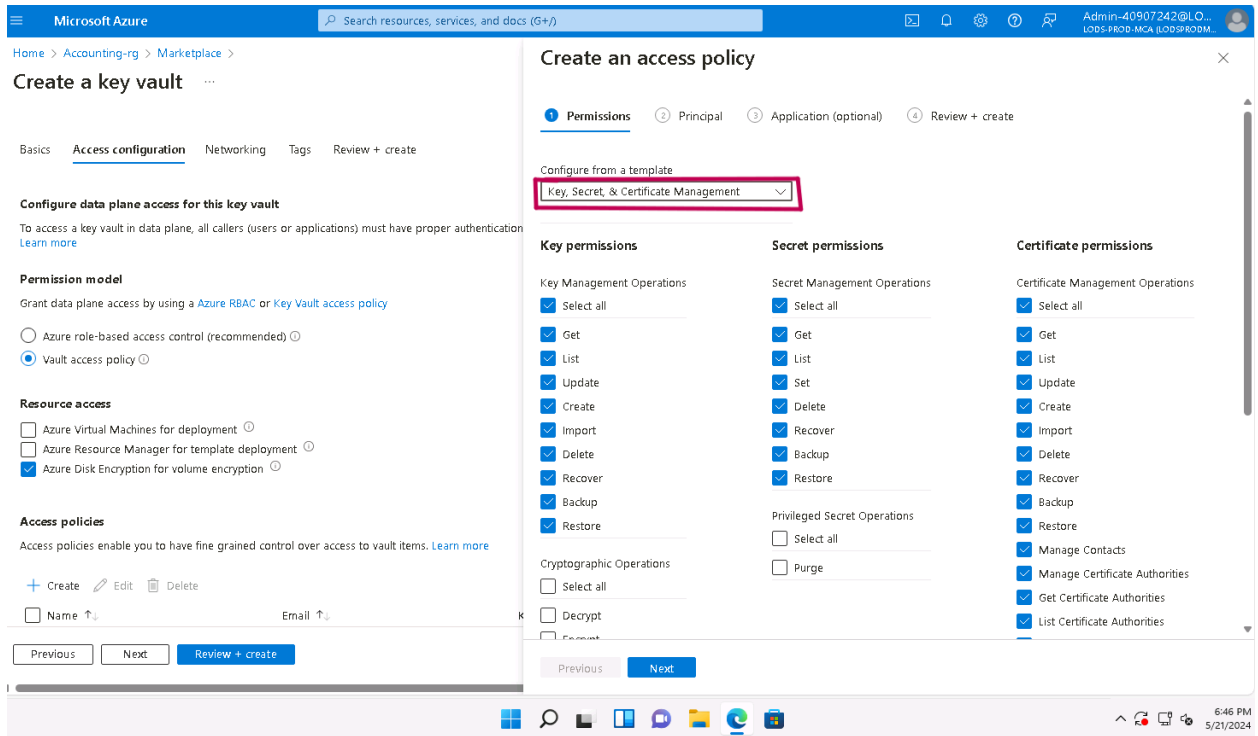 Microsoft Azure
Search resources, services, and docs (G+/)
Admin-40907242@LO...
LODS-PROD-MCA (LODSPRODM...
Home > Accounting-rg > Marketplace >
Create a key vault ...
Basics Access configuration Networking Tags Review + create
Configure data plane access for this key vault
To access a key vault in data plane, all callers (users or applications) must have proper authentication
Learn more
Permission model
Grant data plane access by using a Azure RBAC or Key Vault access policy
Azure role-based access control (recommended)
Vault access policy
Resource access
Azure Virtual Machines for deployment
Azure Resource Manager for template deployment
Azure Disk Encryption for volume encryption
Access policies
Access policies enable you to have fine grained control over access to vault items. Learn more
+ Create Edit Delete
Name ↑↓ Email ↑↓ K
Previous Next Review + create
Create an access policy
1 Permissions 2 Principal 3 Application (optional) 4 Review + create
Configure from a template
Key, Secret, & Certificate Management
Key permissions
Key Management Operations
Select all
Get
List
Update
Create
Import
Delete
Recover
Backup
Restore
Cryptographic Operations
Select all
Decrypt
Encrypt
Secret permissions
Secret Management Operations
Select all
Get
List
Set
Delete
Recover
Backup
Restore
Privileged Secret Operations
Select all
Purge
Certificate permissions
Certificate Management Operations
Select all
Get
List
Update
Create
Import
Delete
Recover
Backup
Restore
Manage Contacts
Manage Certificate Authorities
Get Certificate Authorities
List Certificate Authorities
Previous Next
6:46 PM
5/21/2024